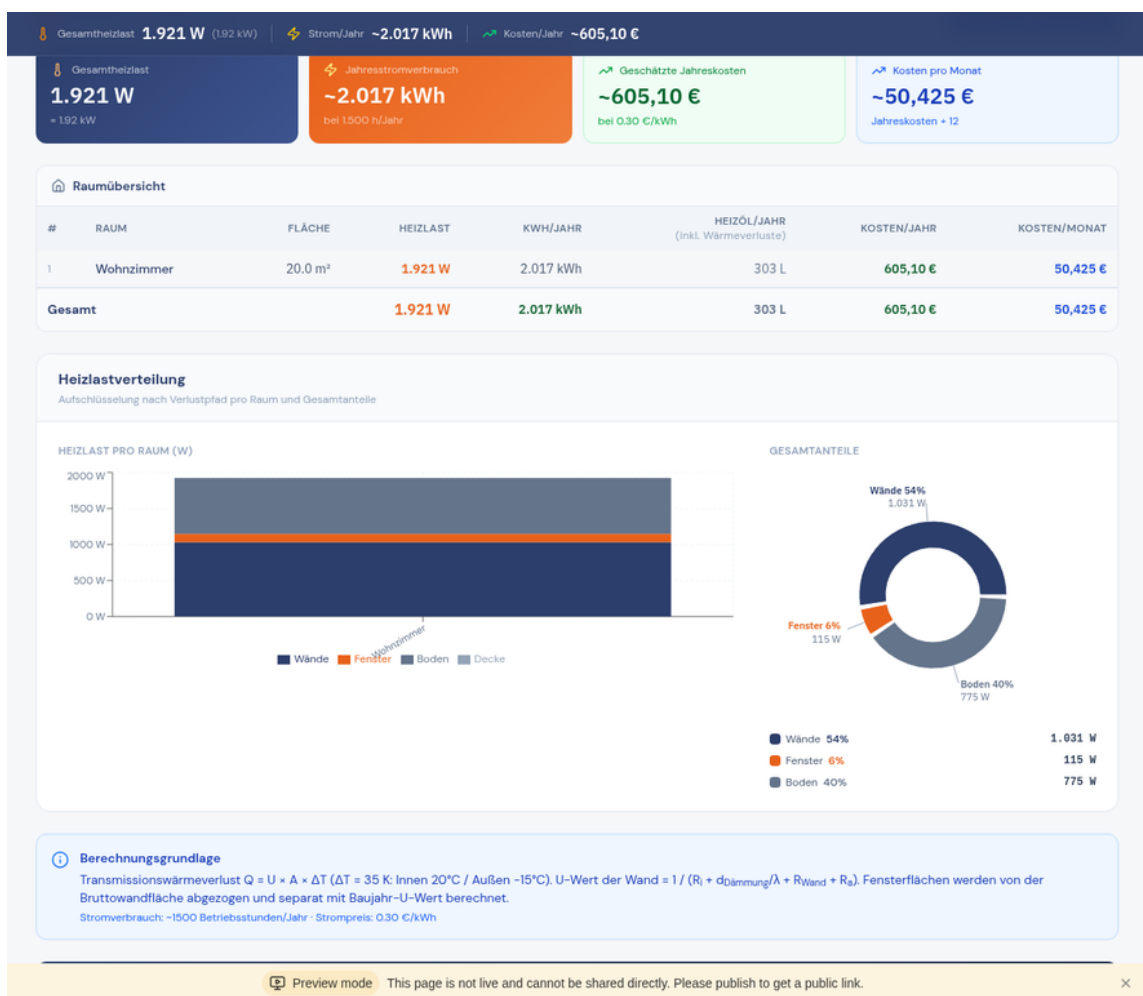 Gesamtheizlast 1.921 W (1.92 kW) Strom/Jahr ~2.017 kWh Kosten/Jahr ~605,10 €
Gesamtheizlast
1.921 W
≈ 1.92 kW
Jahresstromverbrauch
~2.017 kWh
bei 1.500 h/Jahr
Geschätzte Jahreskosten
~605,10 €
bei 0.30 €/kWh
Kosten pro Monat
~50,425 €
Jahreskosten ÷ 12
Raumübersicht
# RAUM FLÄCHE HEIZLAST KWH/JAHR HEIZÖL/JAHR (inkl. Wärmeverluste) KOSTEN/JAHR KOSTEN/MONAT
1 Wohnzimmer 20.0 m² 1.921 W 2.017 kWh 303 L 605,10 € 50,425 €
Gesamt 1.921 W 2.017 kWh 303 L 605,10 € 50,425 €
Heizlastverteilung
Aufschlüsselung nach Verlustpfad pro Raum und Gesamtanteile
HEIZLAST PRO RAUM (W)
2000 W
1500 W
1000 W
500 W
0 W
Wohnzimmer
Wände Fenster Boden Decke
GESAMTANTEILE
Wände 54%
1.031 W
Fenster 6%
115 W
Boden 40%
775 W
Wände 54% 1.031 W
Fenster 6% 115 W
Boden 40% 775 W
Berechnungsgrundlage
Transmissionswärmeverlust Q = U × A × ΔT (ΔT = 35 K: Innen 20°C / Außen −15°C). U-Wert der Wand = 1 / (Ri + dDämmung/λ + RWand + Ra). Fensterflächen werden von der
Bruttowandfläche abgezogen und separat mit Baujahr-U-Wert berechnet.
Stromverbrauch: ~1500 Betriebsstunden/Jahr · Strompreis: 0.30 €/kWh
Preview mode This page is not live and cannot be shared directly. Please publish to get a public link.